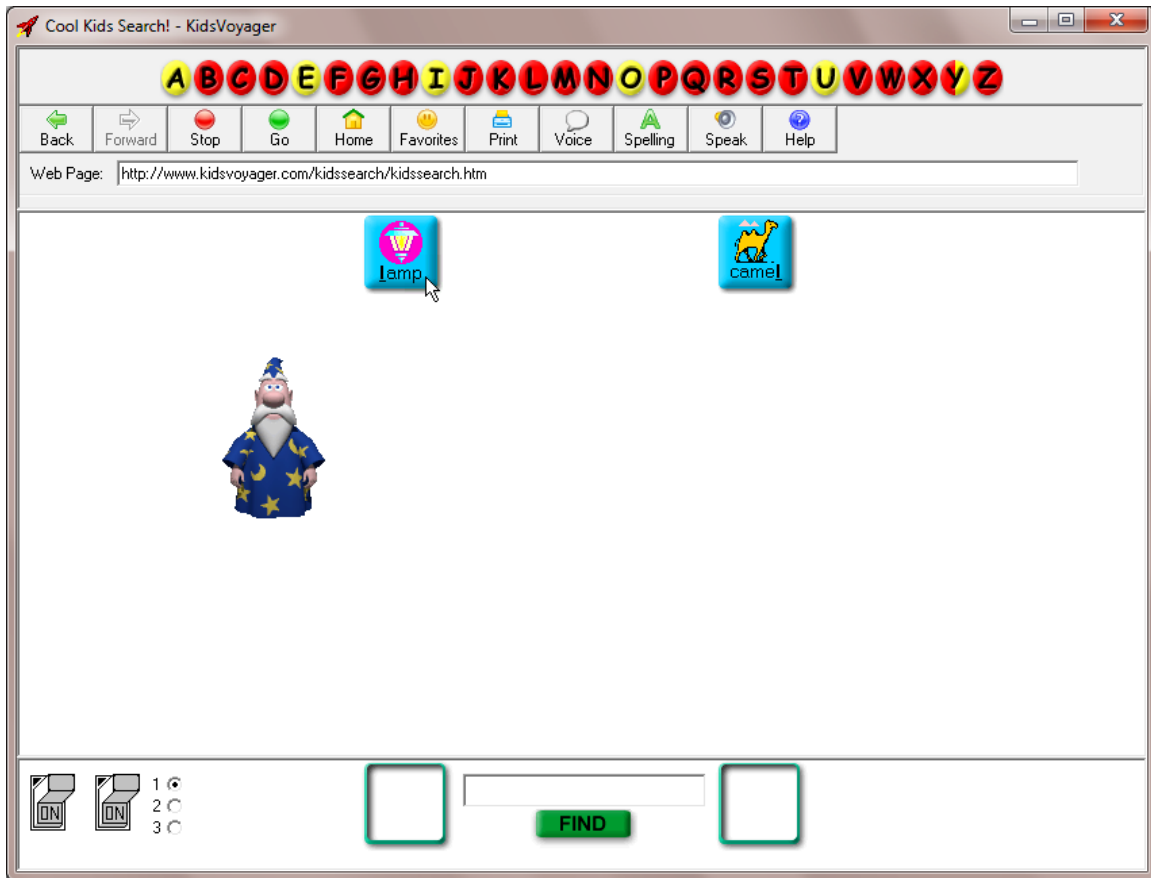 Cool Kids Search! - KidsVoyager
A B C D E F G H I J K L M N O P Q R S T U V W X Y Z
Back Forward Stop Go Home Favorites Print Voice Spelling Speak Help
Web Page: http://www.kidsvoyager.com/kidssearch/kidssearch.htm
lamp camel
ON ON 1
2
3
FIND